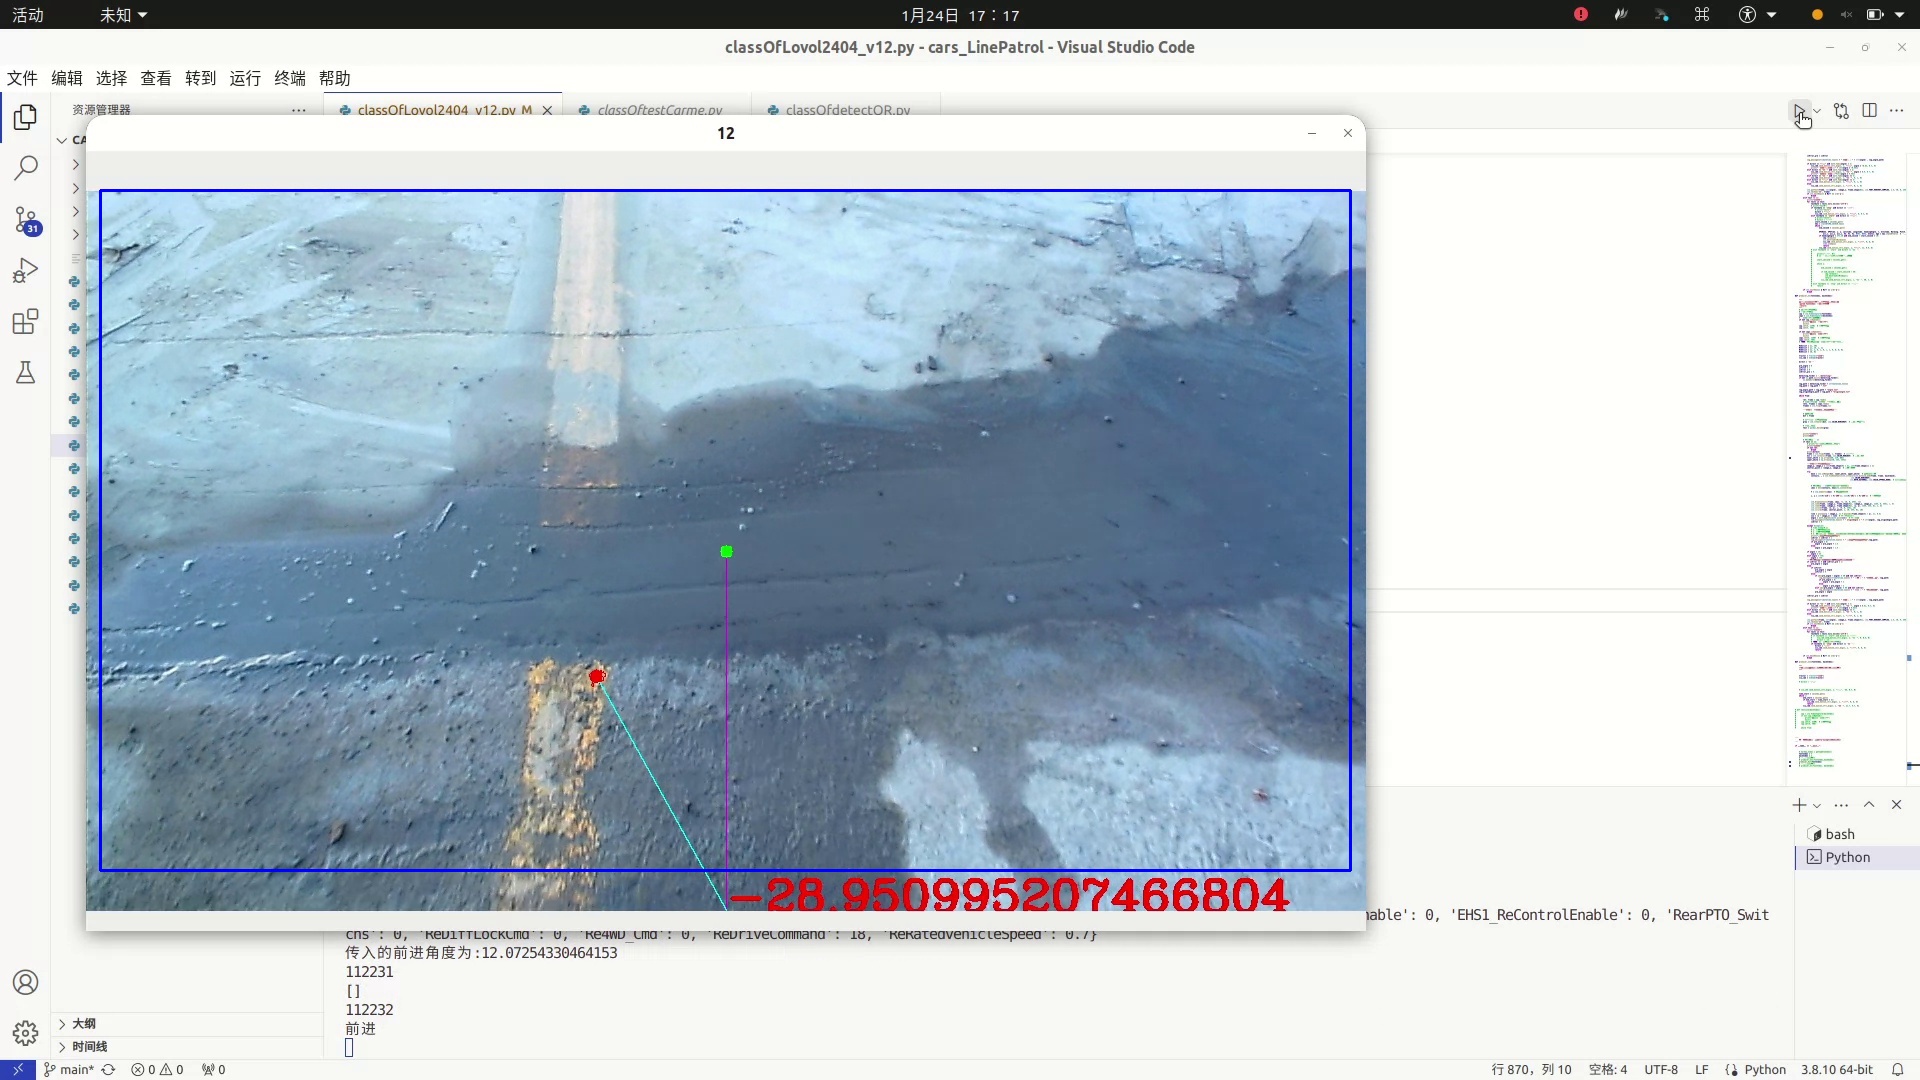 活动
未知
1月24日 17：17
classOfLovol2404_v12.py - cars_LinePatrol - Visual Studio Code
文件 编辑 选择 查看 转到 运行 终端 帮助
资源管理器
classOfLovol2404_v12.py M
classOftestCarme.py
classOfdetectQR.py
CA
12
31
-28.950995207466804
bash
Python
nable': 0, 'EHS1_ReControlEnable': 0, 'RearPTO_Swit
chs': 0, 'ReDiffLockCmd': 0, 'Re4WD_Cmd': 0, 'ReDriveCommand': 18, 'ReRatedVehicleSpeed': 0.7}
传入的前进角度为:12.07254330464153
112231
[]
112232
前进
大纲
时间线
main* 0 0 0
行 870，列 10 空格: 4 UTF-8 LF Python 3.8.10 64-bit